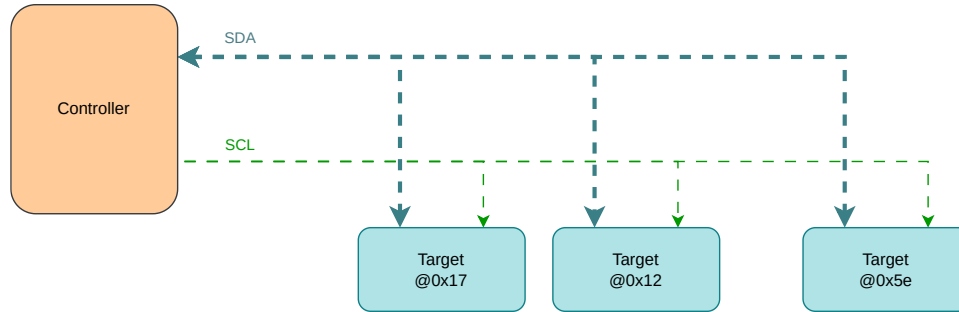 SDA
Controller
SCL
Target
@0x17
Target
@0x12
Target
@0x5e